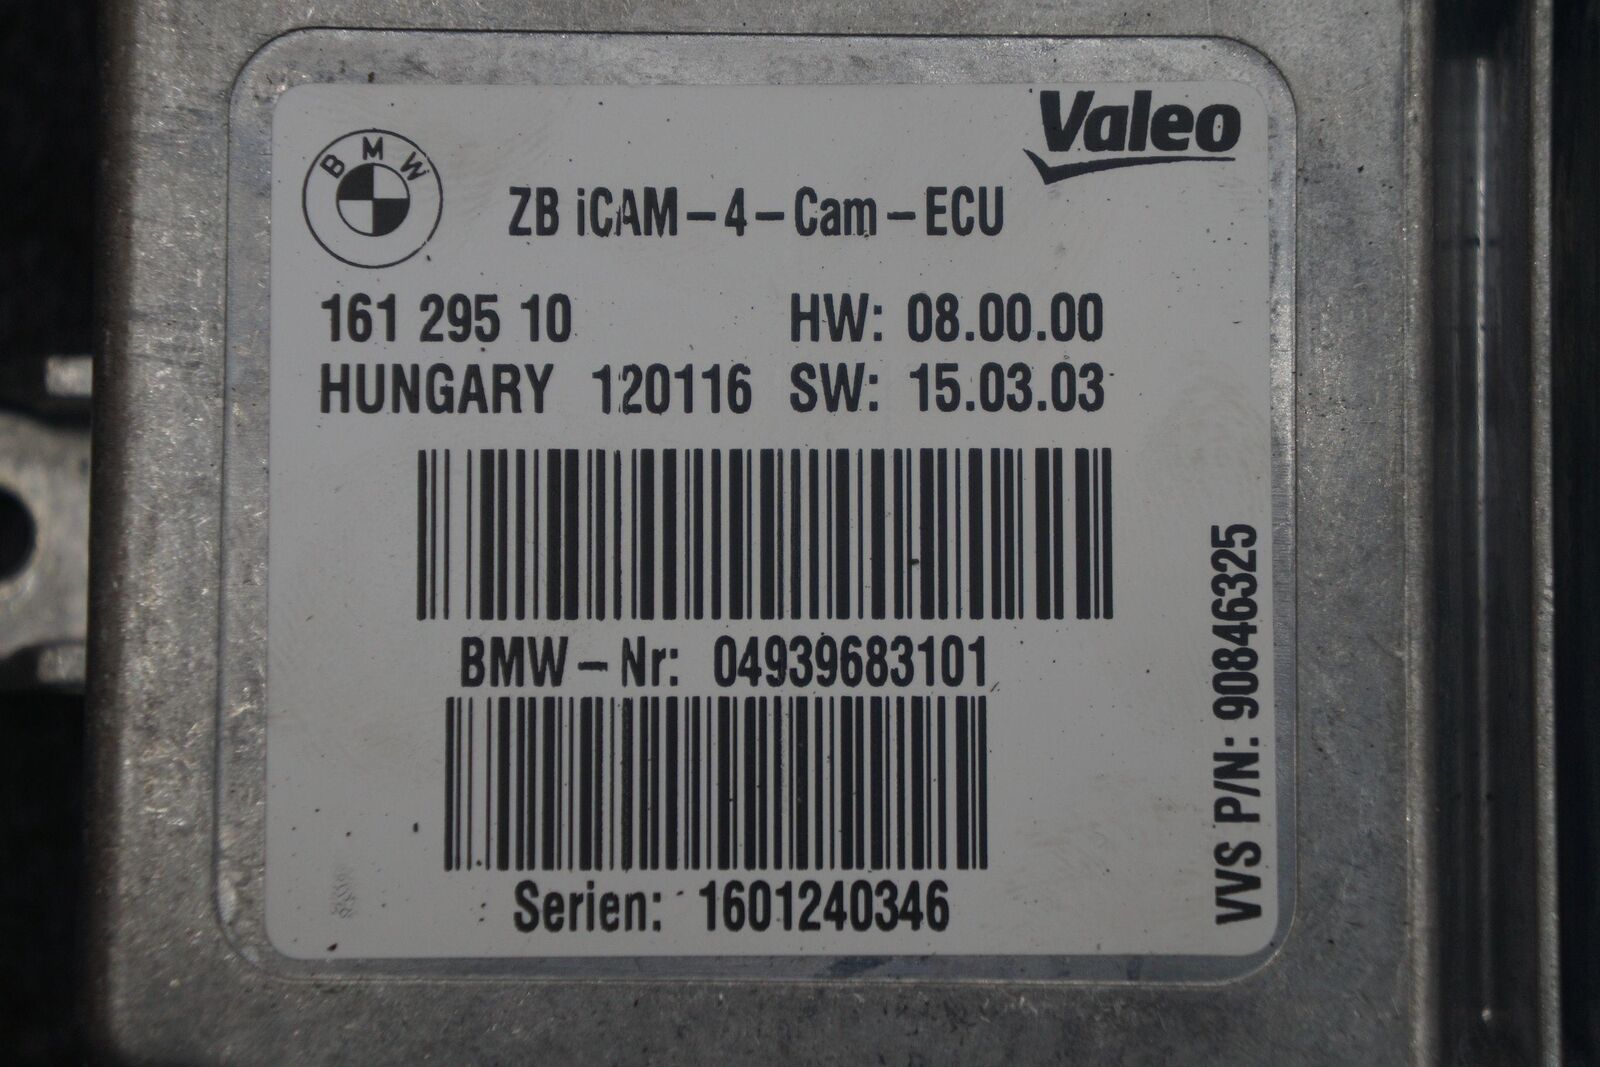 Valeo
BMW
ZB iCAM-4-Cam-ECU
161 295 10 HW: 08.00.00
HUNGARY 120116 SW: 15.03.03
BMW-Nr: 04939683101
Serien: 1601240346
VVS P/N: 90846325